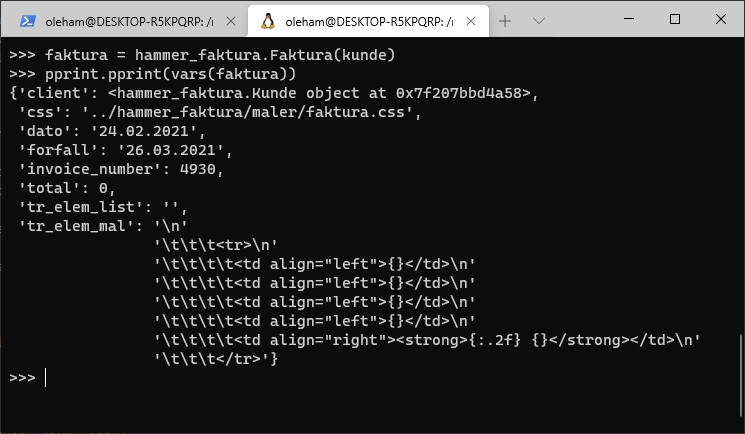 oleham@DESKTOP-R5KPQRP: /r
oleham@DESKTOP-R5KPQRP: /r
>>> faktura = hammer_faktura.Faktura(kunde)
>>> pprint.pprint(vars(faktura))
{'client': <hammer_faktura.Kunde object at 0x7f207bbd4a58>,
 'css': '../hammer_faktura/maler/faktura.css',
 'dato': '24.02.2021',
 'forfall': '26.03.2021',
 'invoice_number': 4930,
 'total': 0,
 'tr_elem_list': '',
 'tr_elem_mal': '\n'
                '\t\t\t<tr>\n'
                '\t\t\t\t<td align="left">{}</td>\n'
                '\t\t\t\t<td align="left">{}</td>\n'
                '\t\t\t\t<td align="left">{}</td>\n'
                '\t\t\t\t<td align="left">{}</td>\n'
                '\t\t\t\t<td align="right"><strong>{:.2f} {}</strong></td>\n'
                '\t\t\t</tr>'}
>>>